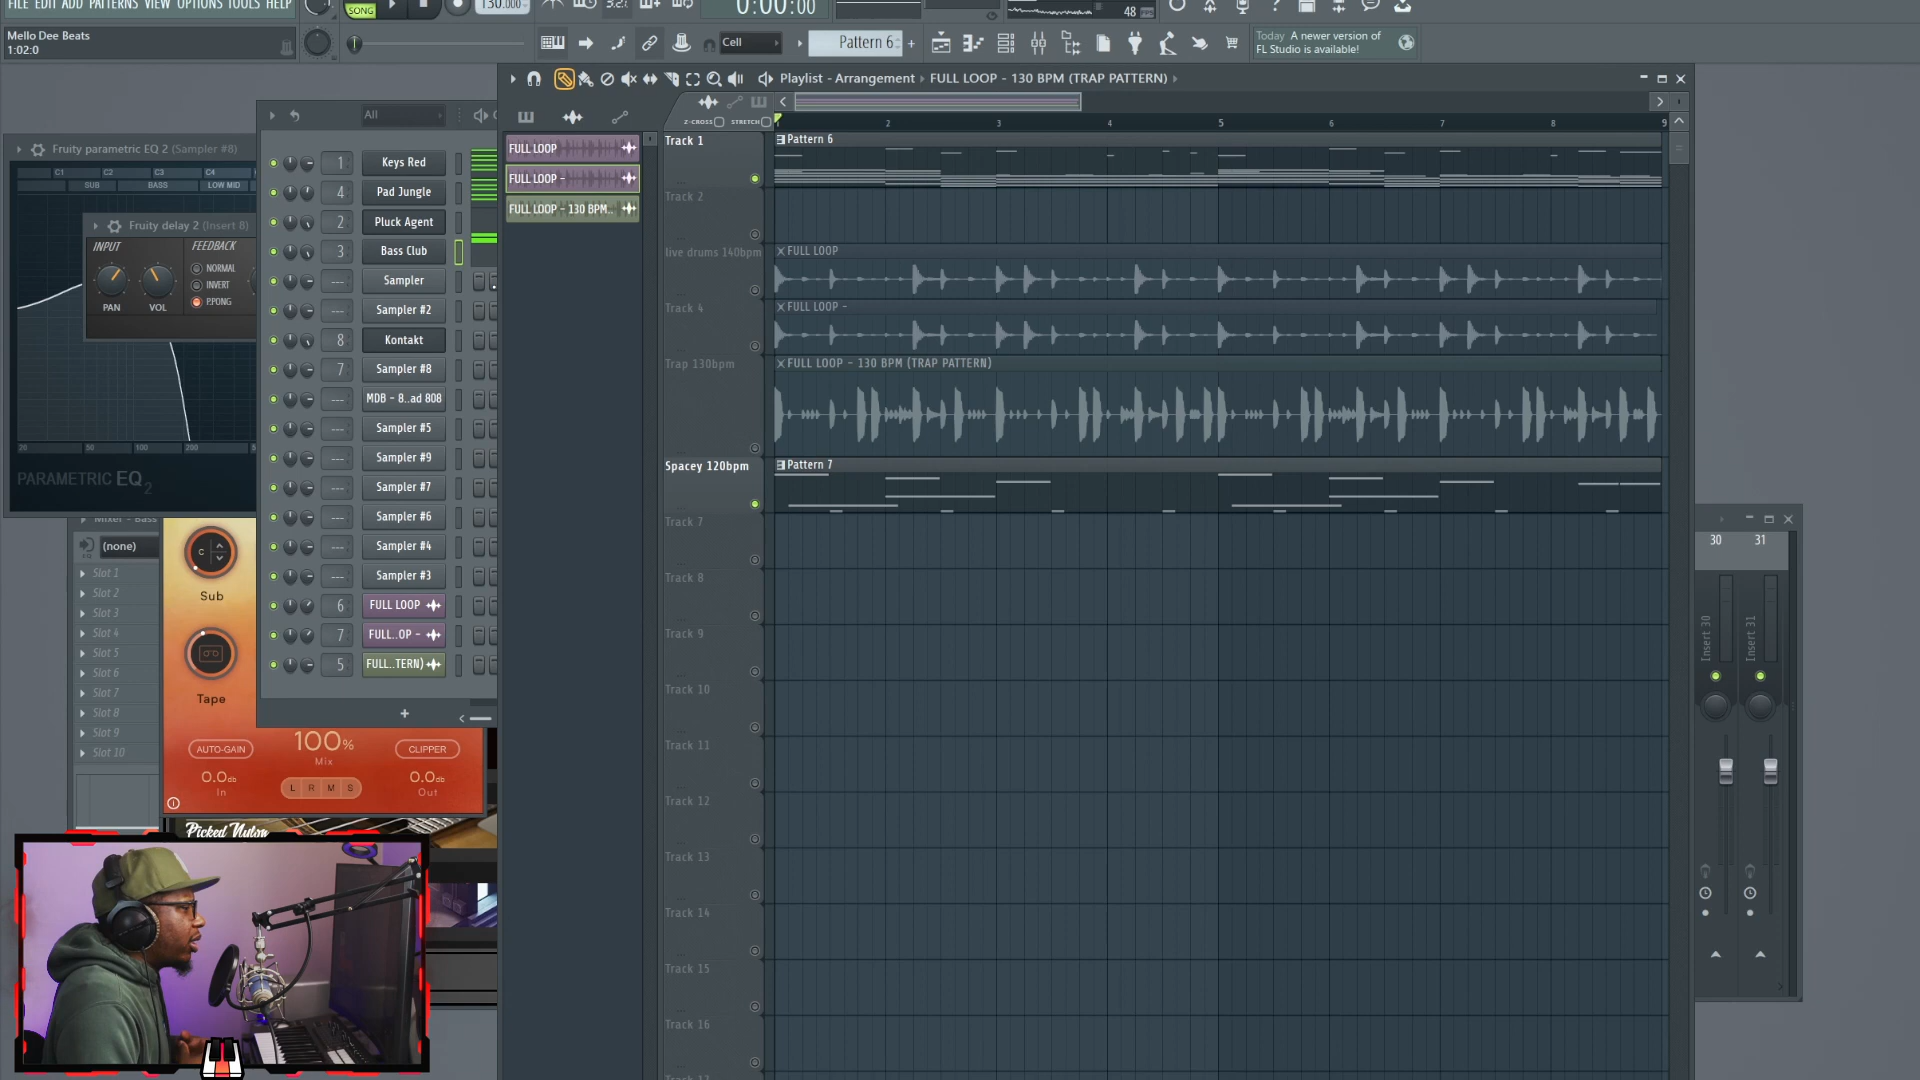 FILE EDIT ADD PATTERNS VIEW OPTIONS TOOLS HELP
SONG
130.000
3.2.
0:00:00
48
Mello Dee Beats
1:02:0
Cell
Pattern 6
+
Today A newer version of
FL Studio is available!
Playlist - Arrangement
FULL LOOP - 130 BPM (TRAP PATTERN)
Z-CROSS
STRETCH
2
3
4
5
6
7
8
9
FULL LOOP
FULL LOOP -
FULL LOOP - 130 BPM..
Track 1
Pattern 6
Track 2
live drums 140bpm
FULL LOOP
Track 4
FULL LOOP -
Trap 130bpm
FULL LOOP - 130 BPM (TRAP PATTERN)
Spacey 120bpm
Pattern 7
Track 7
Track 8
Track 9
Track 10
Track 11
Track 12
Track 13
Track 14
Track 15
Track 16
All
1 Keys Red
4 Pad Jungle
2 Pluck Agent
3 Bass Club
--- Sampler
--- Sampler #2
8 Kontakt
7 Sampler #8
--- MDB - 8..ad 808
--- Sampler #5
--- Sampler #9
--- Sampler #7
--- Sampler #6
--- Sampler #4
--- Sampler #3
6 FULL LOOP
7 FULL..OP -
5 FULL..TERN)
+
Fruity parametric EQ 2 (Sampler #8)
C1 C2 C3 C4
SUB BASS LOW MID
Fruity delay 2 (Insert 8)
INPUT
FEEDBACK
NORMAL
INVERT
P.PONG
PAN
VOL
20 50 100 200
PARAMETRIC EQ 2
Mixer - Bass
(none)
Slot 1
Slot 2
Slot 3
Slot 4
Slot 5
Slot 6
Slot 7
Slot 8
Slot 9
Slot 10
C
Sub
Tape
AUTO-GAIN
100%
Mix
CLIPPER
0.0db
In
L R M S
0.0db
Out
Picked Nylon
30
31
Insert 30
Insert 31